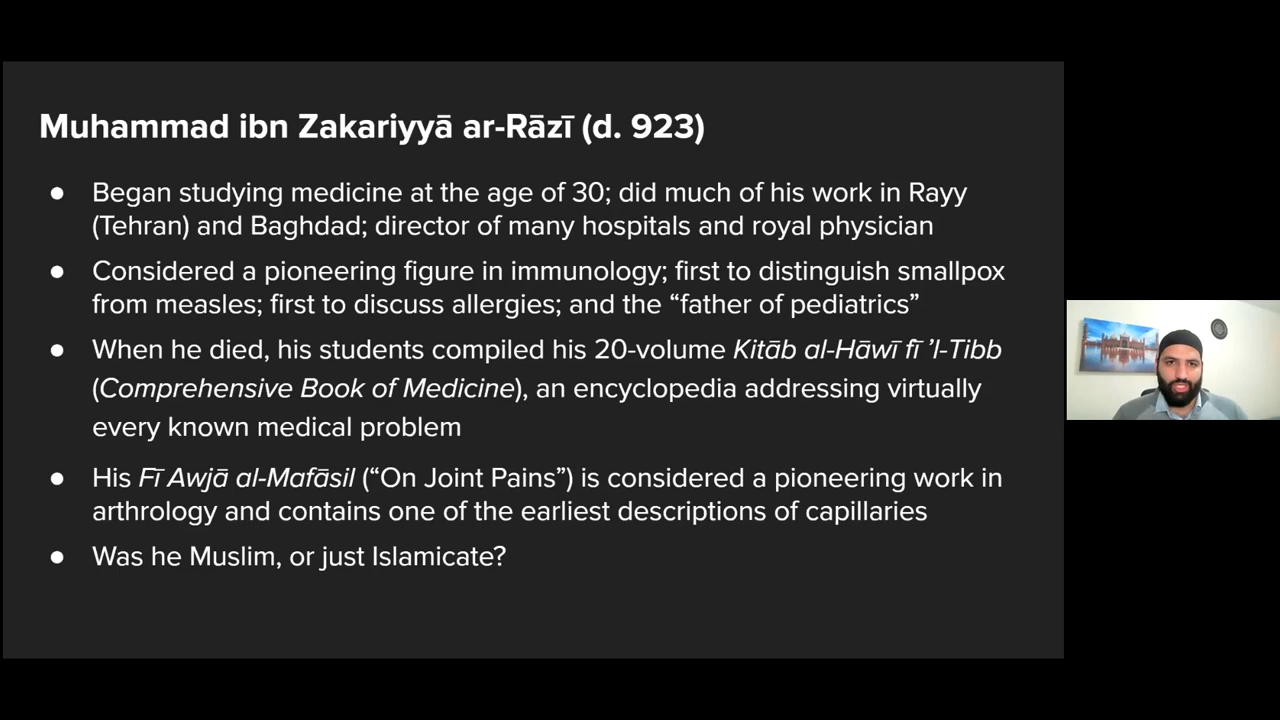 Muhammad ibn Zakariyyā ar-Rāzī (d. 923)
● Began studying medicine at the age of 30; did much of his work in Rayy
(Tehran) and Baghdad; director of many hospitals and royal physician
● Considered a pioneering figure in immunology; first to distinguish smallpox
from measles; first to discuss allergies; and the “father of pediatrics”
● When he died, his students compiled his 20-volume Kitāb al-Hāwī fī ’l-Tibb
(Comprehensive Book of Medicine), an encyclopedia addressing virtually
every known medical problem
● His Fī Awjā al-Mafāsil (“On Joint Pains”) is considered a pioneering work in
arthrology and contains one of the earliest descriptions of capillaries
● Was he Muslim, or just Islamicate?